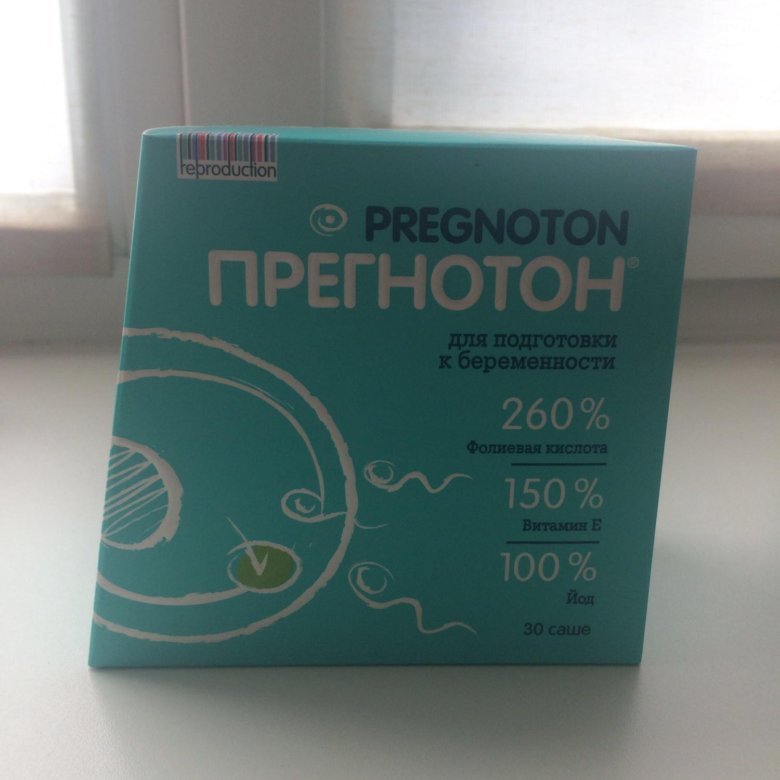 reproduction
PREGNOTON
ПРЕГНОТОН®
для подготовки
к беременности
260%
Фолиевая кислота
150%
Витамин Е
100%
Йод
30 саше